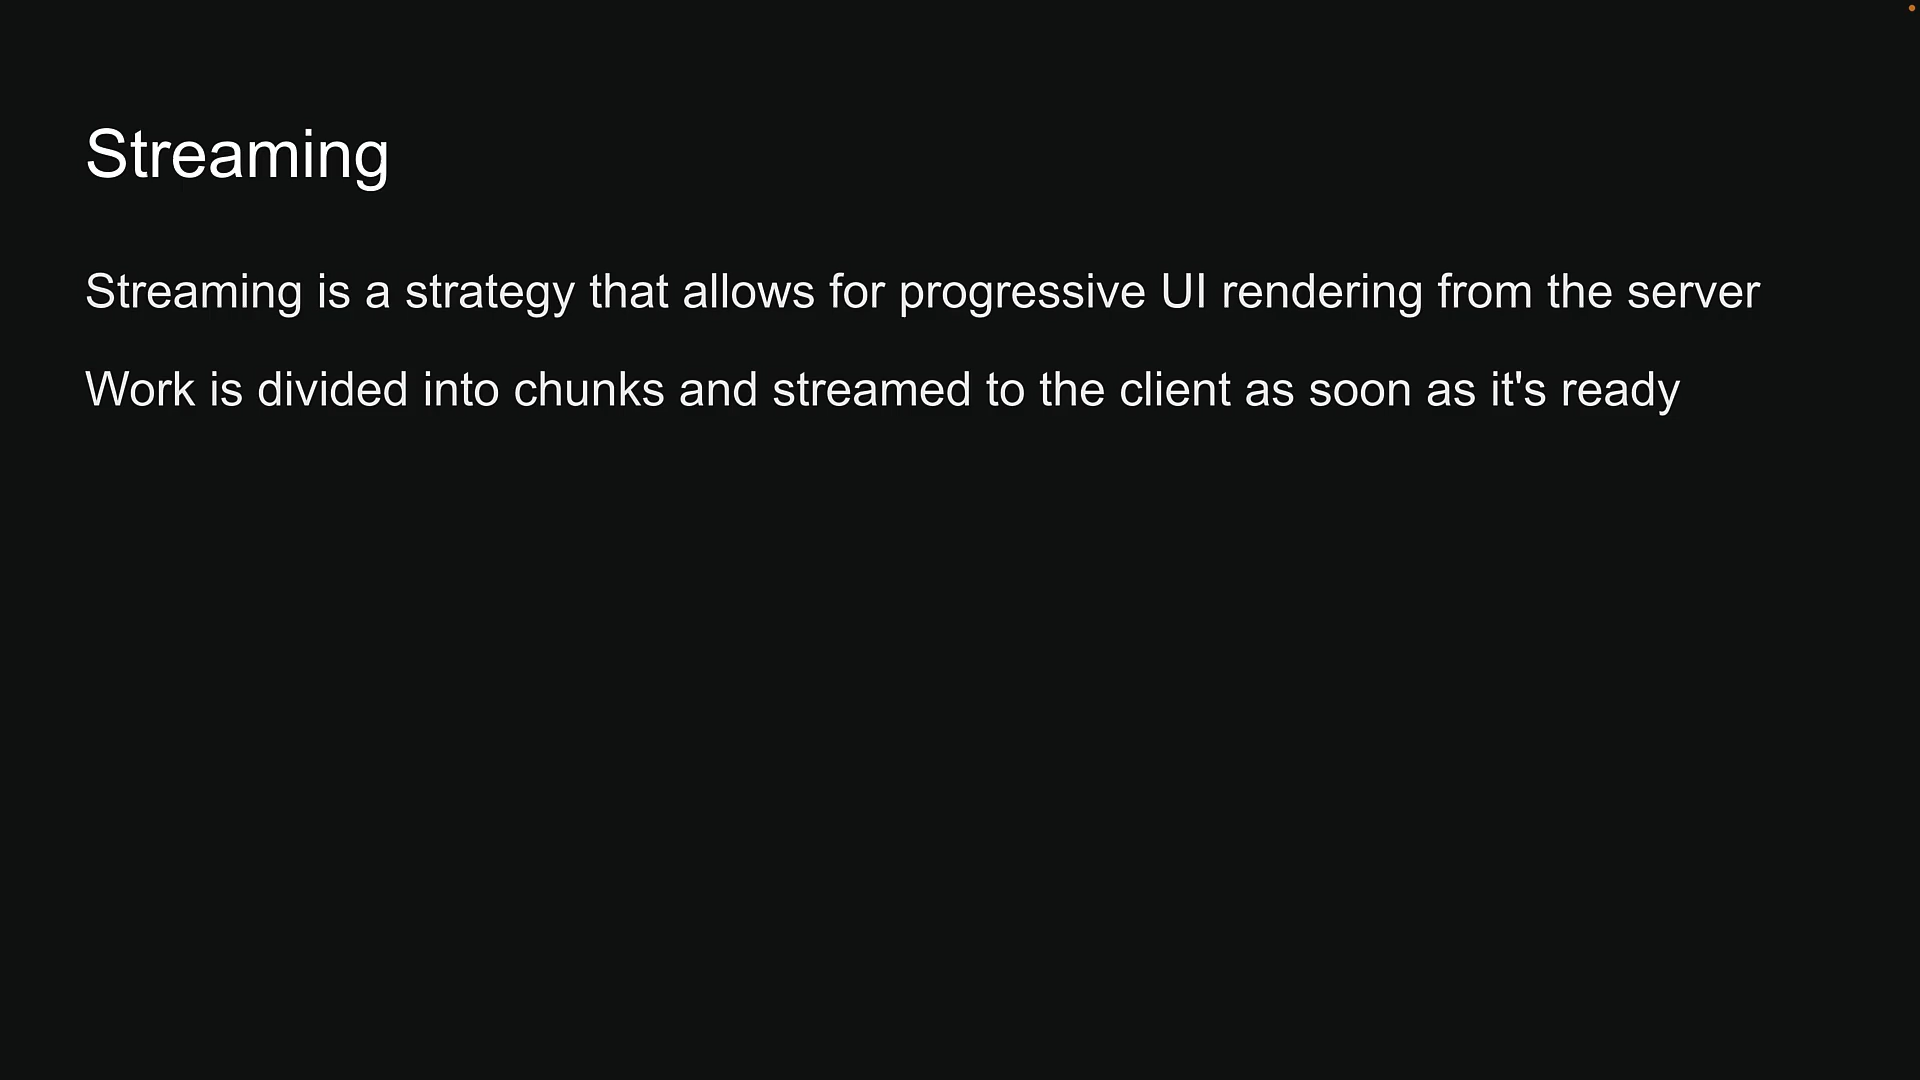 Streaming
Streaming is a strategy that allows for progressive UI rendering from the server
Work is divided into chunks and streamed to the client as soon as it's ready